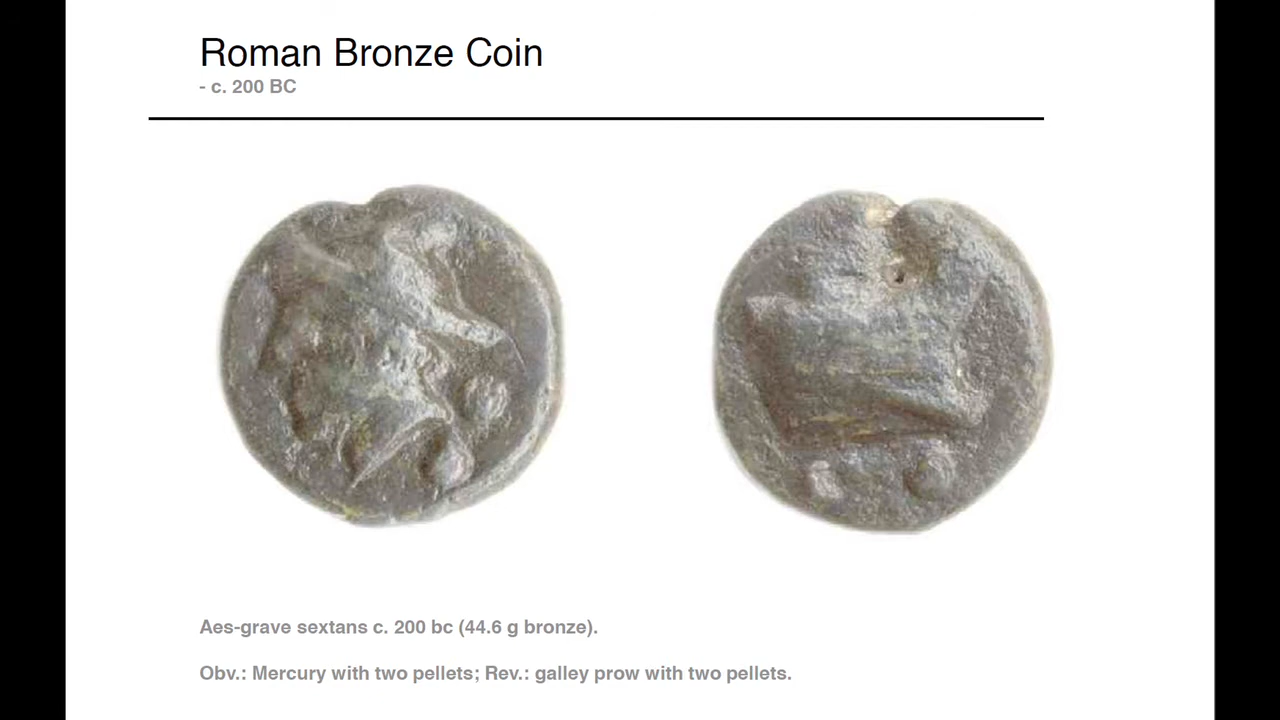 Roman Bronze Coin
- c. 200 BC
Aes-grave sextans c. 200 bc (44.6 g bronze).
Obv.: Mercury with two pellets; Rev.: galley prow with two pellets.